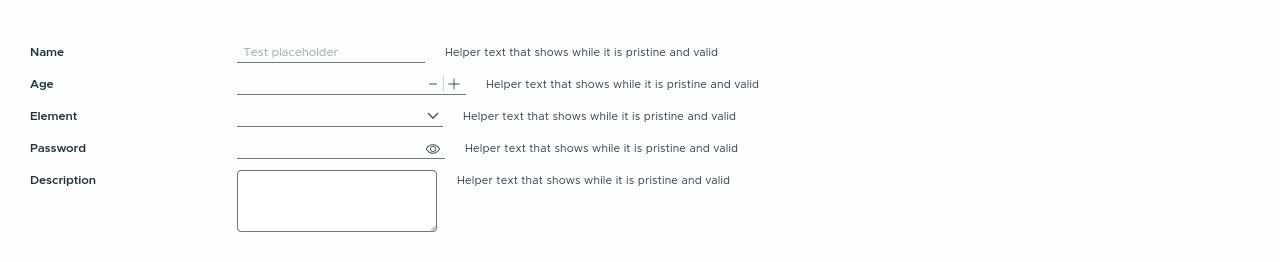 Name Test placeholder Helper text that shows while it is pristine and valid
Age Helper text that shows while it is pristine and valid
Element Helper text that shows while it is pristine and valid
Password Helper text that shows while it is pristine and valid
Description Helper text that shows while it is pristine and valid